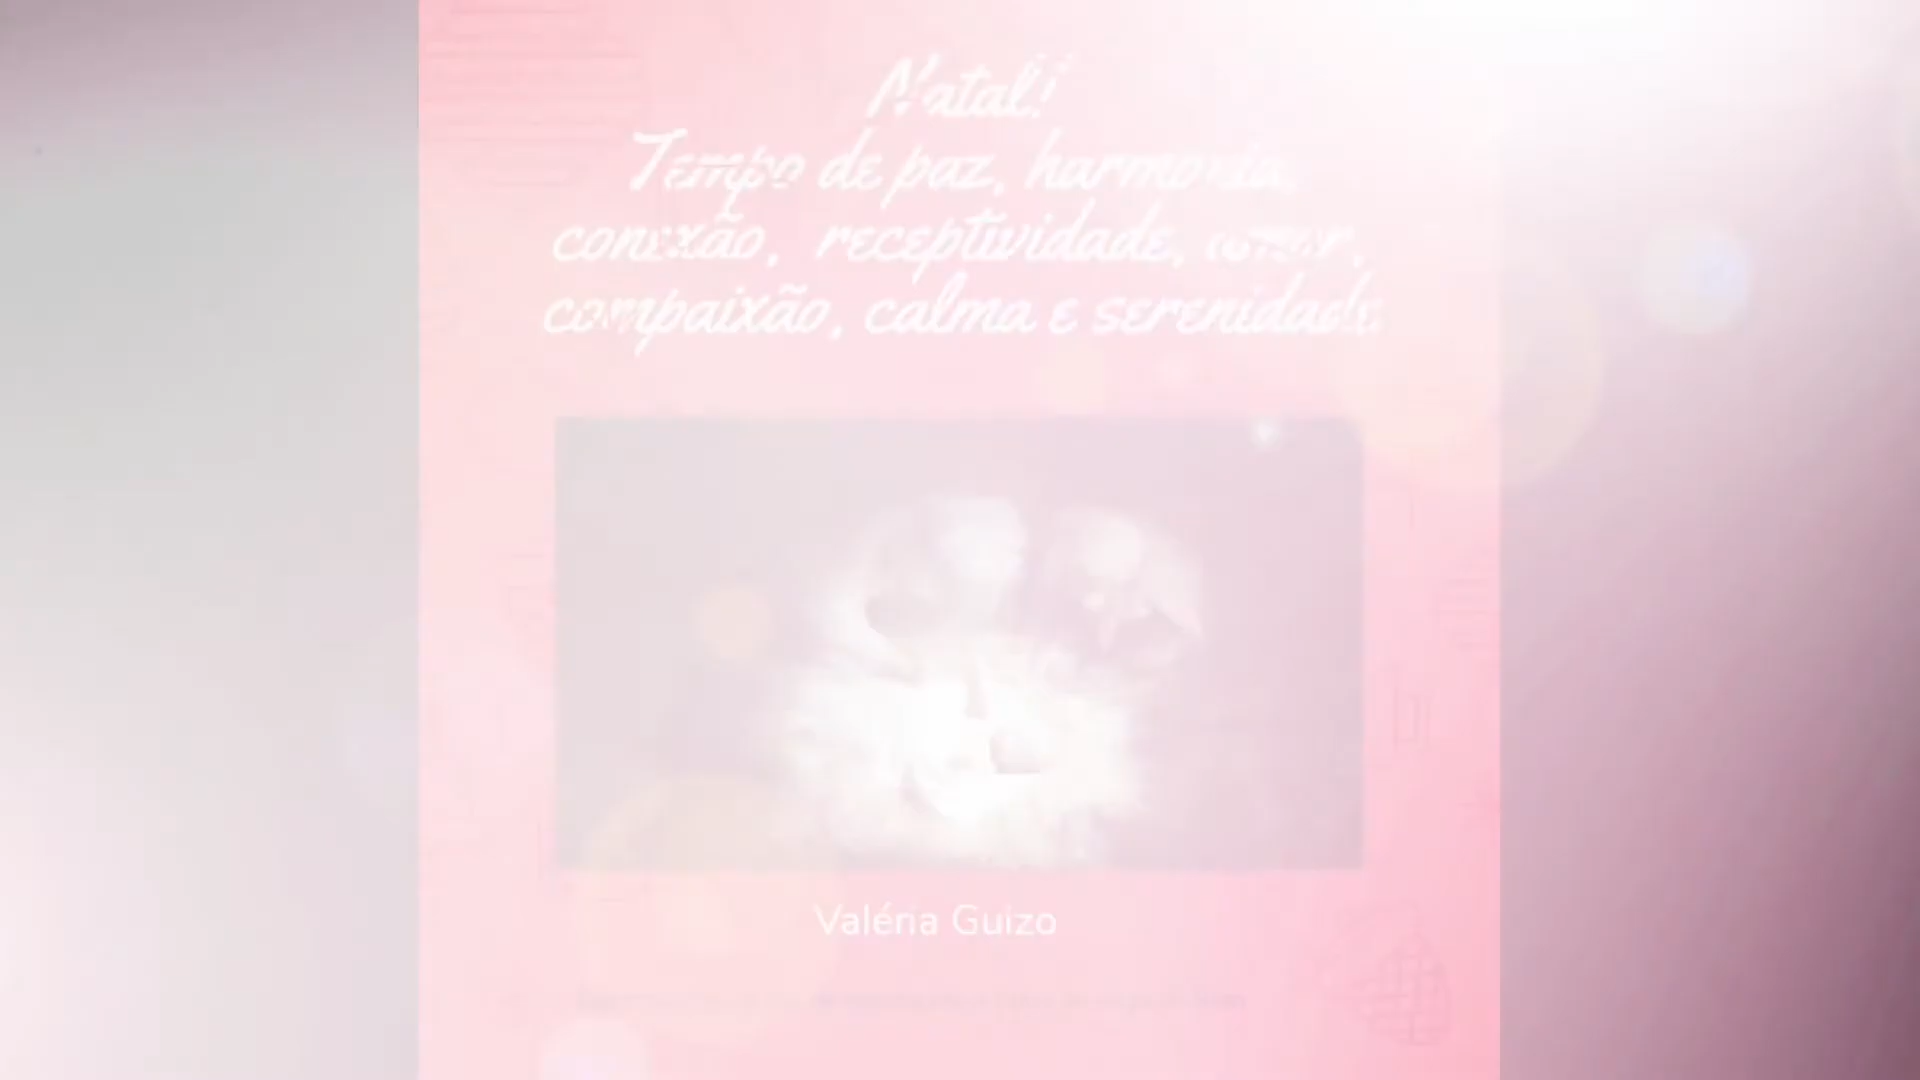 Natal!
Tempo de paz, harmonia,
conexão, receptividade, amor,
compaixão, calma e serenidade
Valéria Guizo